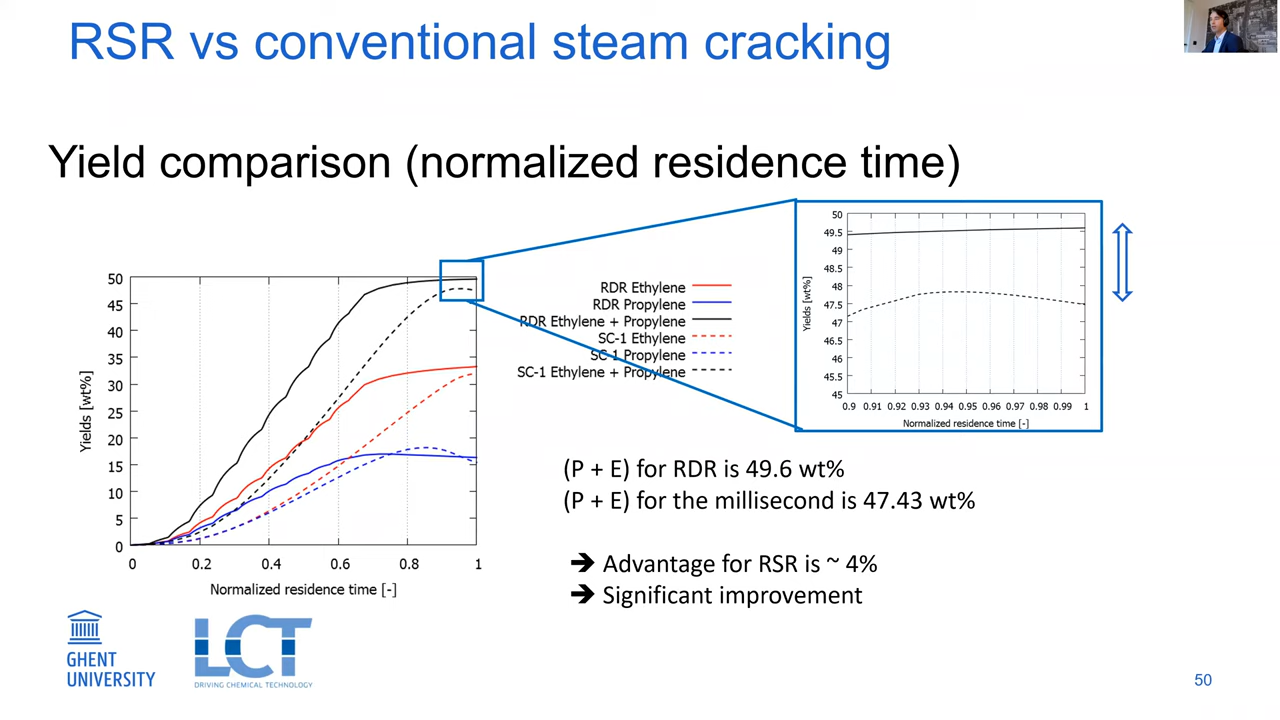 RSR vs conventional steam cracking
Yield comparison (normalized residence time)
50
45
40
35
30
25
20
15
10
5
0
Yields [wt%]
0 0.2 0.4 0.6 0.8 1
Normalized residence time [-]
RDR Ethylene
RDR Propylene
RDR Ethylene + Propylene
SC-1 Ethylene
SC-1 Propylene
SC-1 Ethylene + Propylene
50
49.5
49
48.5
48
47.5
47
46.5
46
45.5
45
Yields [wt%]
0.9 0.91 0.92 0.93 0.94 0.95 0.96 0.97 0.98 0.99 1
Normalized residence time [-]
(P + E) for RDR is 49.6 wt%
(P + E) for the millisecond is 47.43 wt%
➔ Advantage for RSR is ~ 4%
➔ Significant improvement
GHENT
UNIVERSITY
LCT
DRIVING CHEMICAL TECHNOLOGY
50